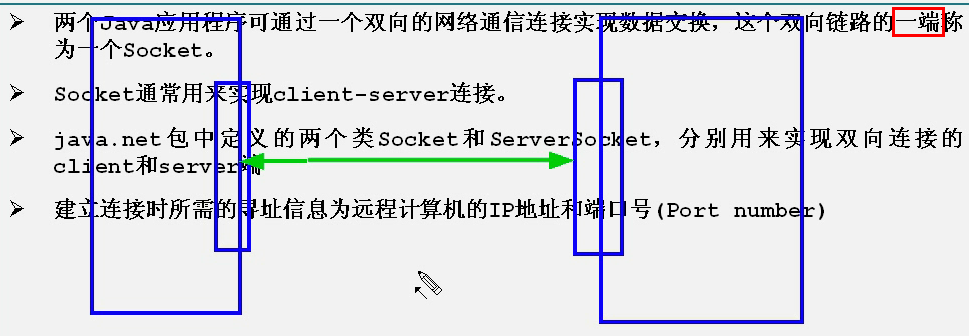 两个Java应用程序可通过一个双向的网络通信连接实现数据交换，这个双向链路的一端称
为一个Socket。
Socket通常用来实现client-server连接。
java.net包中定义的两个类Socket和ServerSocket，分别用来实现双向连接的
client和server端
建立连接时所需的寻址信息为远程计算机的IP地址和端口号(Port number)